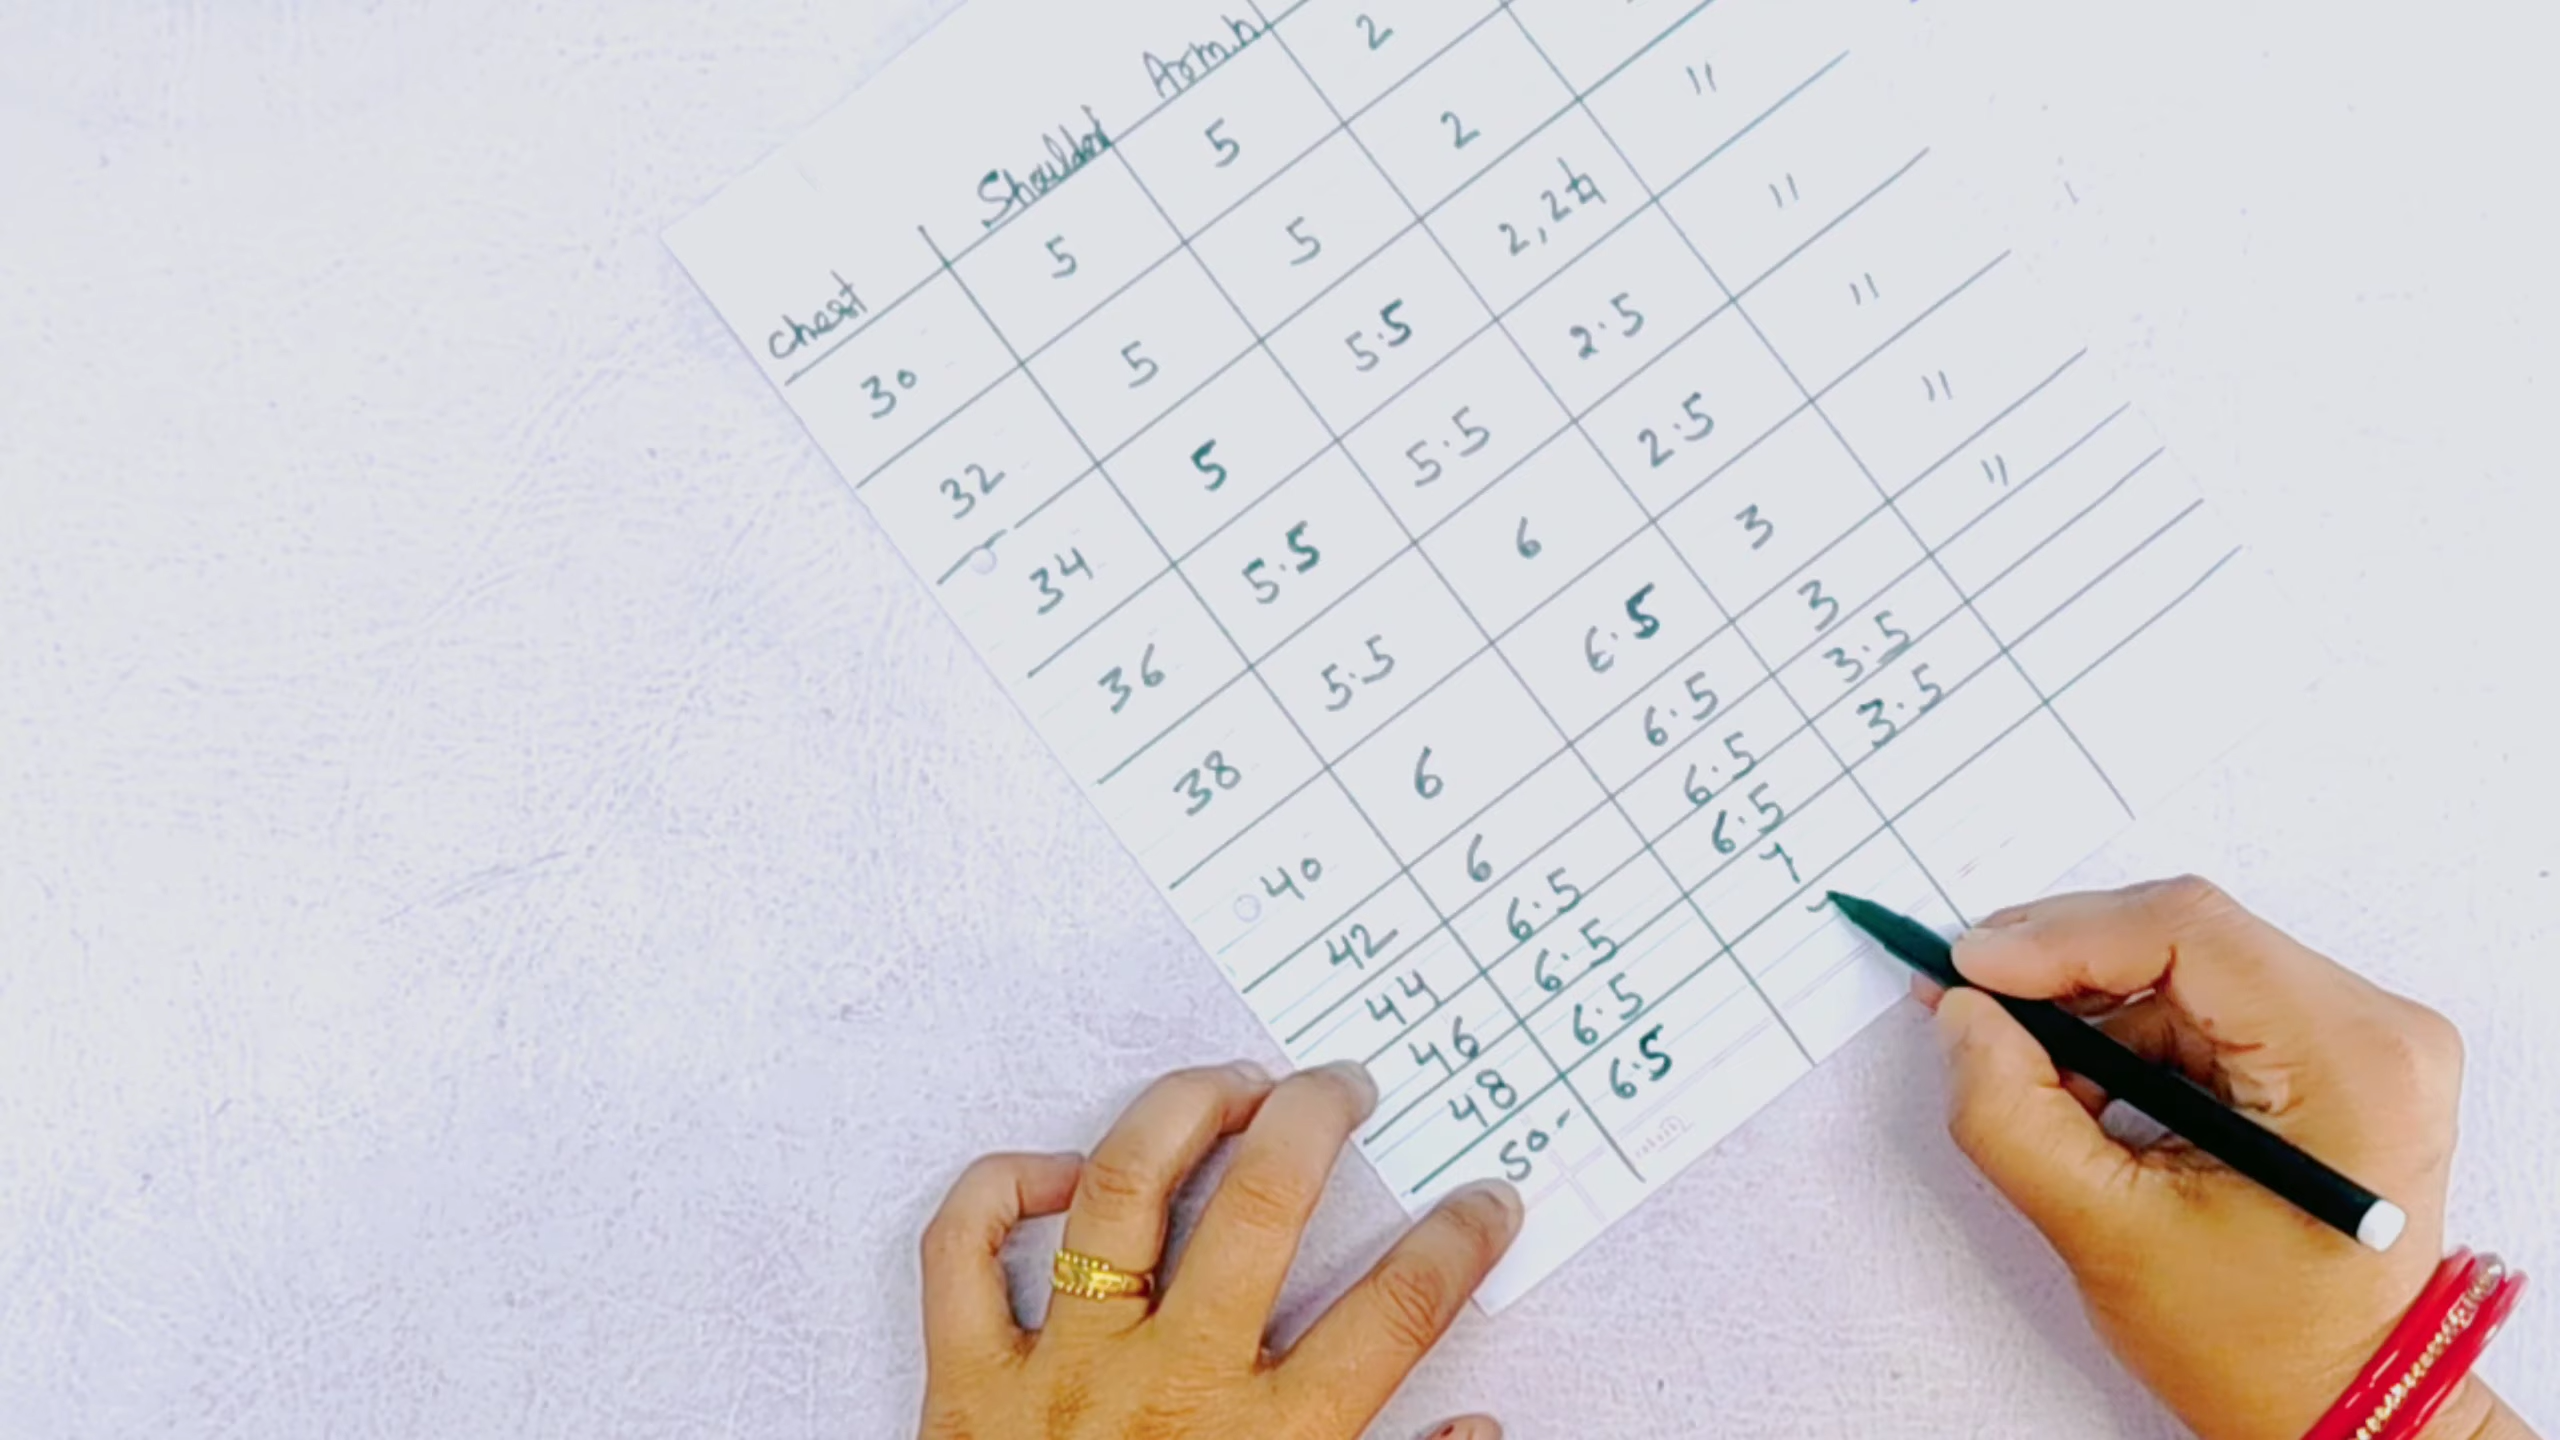 chest Shoulder Arm.h
30 5 5 2
32 5 5 2
34 5 5.5 2, 2¼ "
36 5.5 5.5 2.5 "
38 5.5 6 2.5 "
40 6 6.5 3 "
42 6 6.5 3 "
44 6.5 6.5 3.5
46 6.5 6.5 3.5
48 6.5 7
50- 6.5